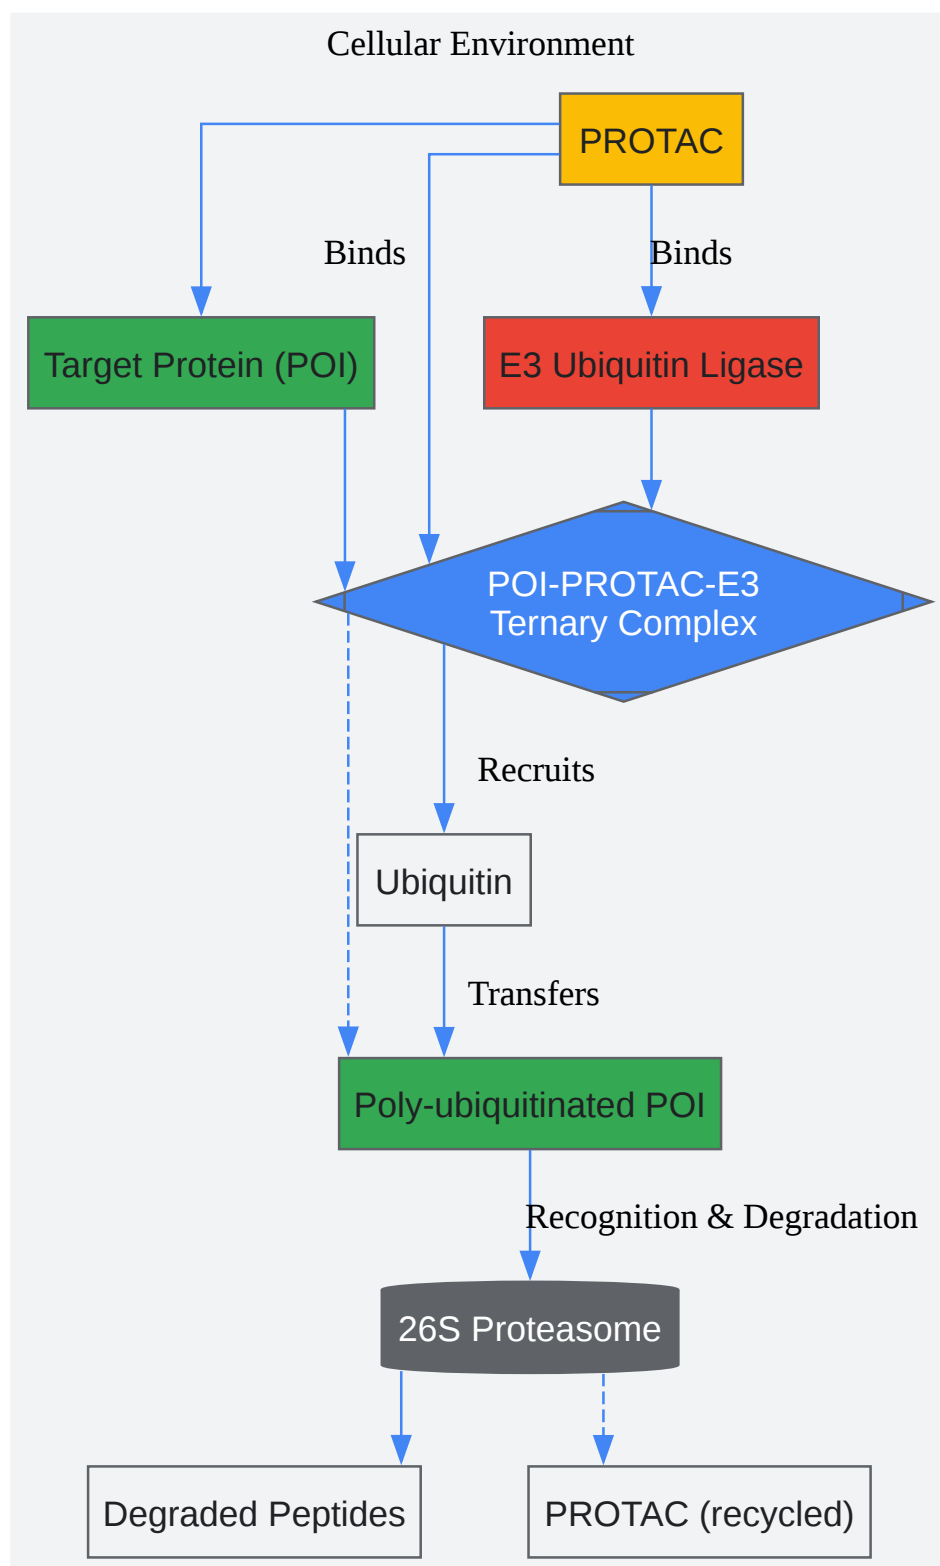 Cellular Environment
PROTAC
Binds
Binds
Target Protein (POI)
E3 Ubiquitin Ligase
POI-PROTAC-E3
Ternary Complex
Recruits
Ubiquitin
Transfers
Poly-ubiquitinated POI
Recognition & Degradation
26S Proteasome
Degraded Peptides
PROTAC (recycled)